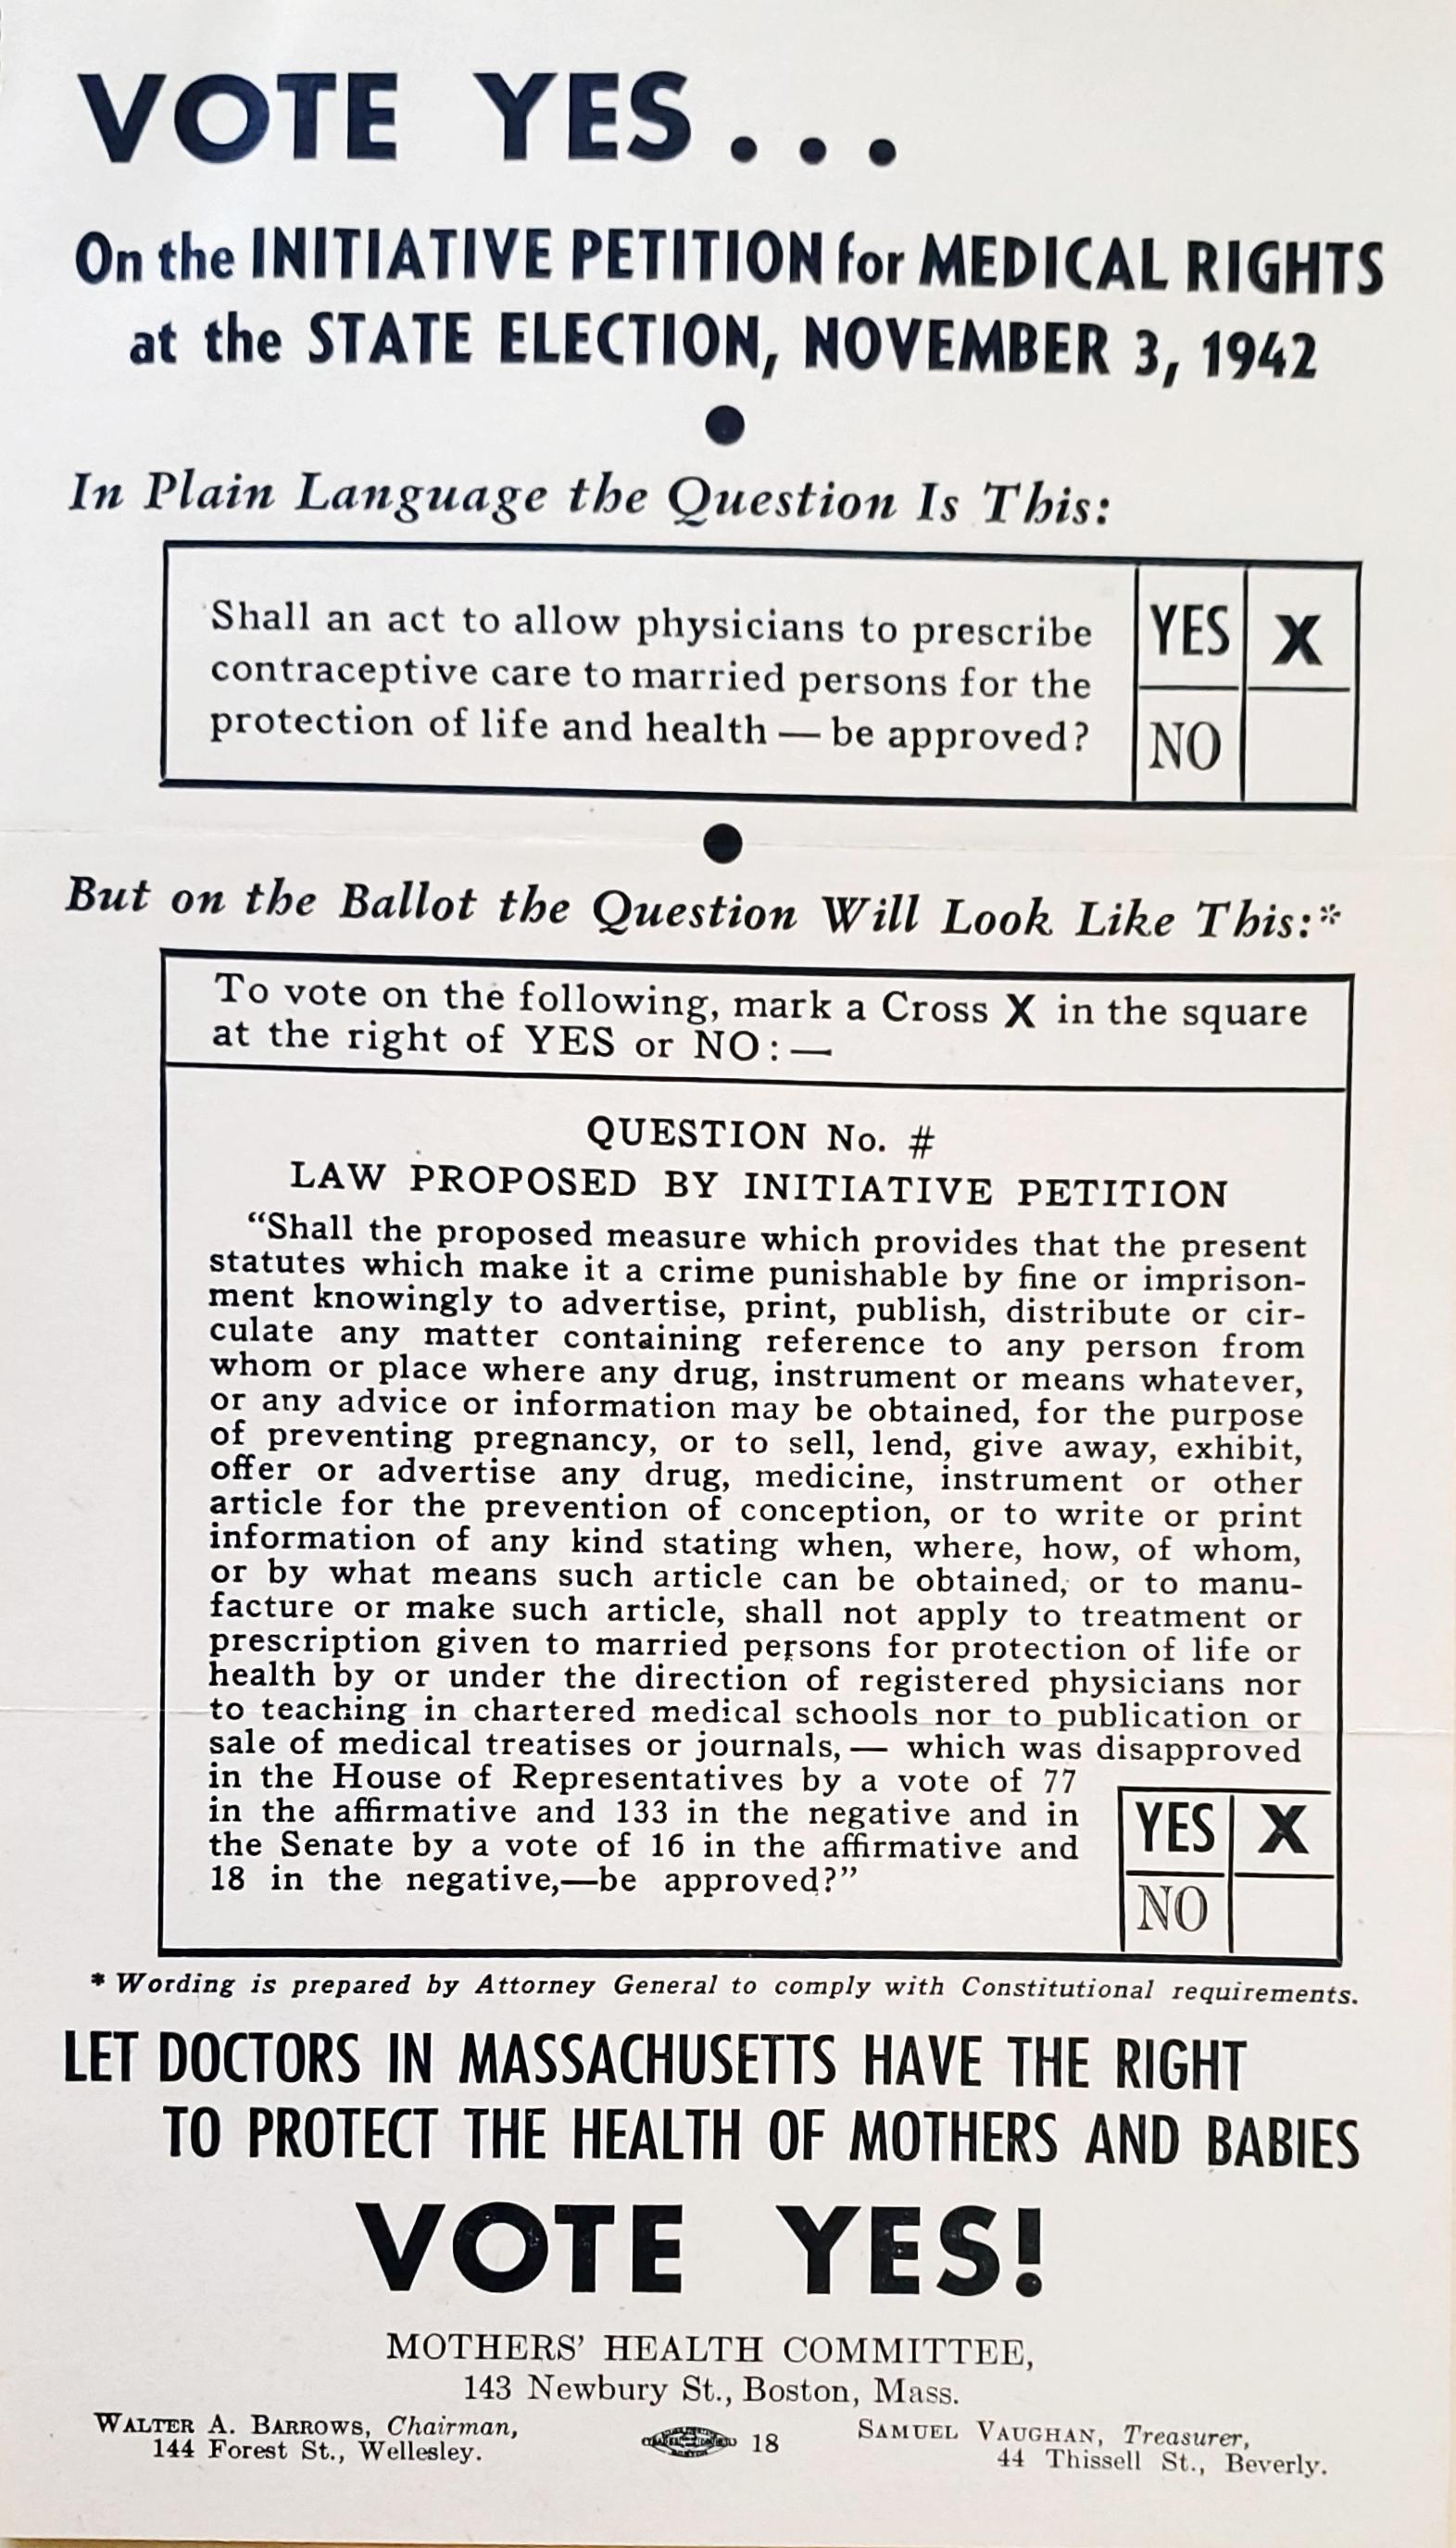 VOTE YES...
On the INITIATIVE PETITION for MEDICAL RIGHTS
at the STATE ELECTION, NOVEMBER 3, 1942
In Plain Language the Question Is This:
Shall an act to allow physicians to prescribe
contraceptive care to married persons for the
protection of life and health — be approved?
YES X
NO
But on the Ballot the Question Will Look Like This:*
To vote on the following, mark a Cross X in the square
at the right of YES or NO:—
QUESTION No. #
LAW PROPOSED BY INITIATIVE PETITION
“Shall the proposed measure which provides that the present
statutes which make it a crime punishable by fine or imprison-
ment knowingly to advertise, print, publish, distribute or cir-
culate any matter containing reference to any person from
whom or place where any drug, instrument or means whatever,
or any advice or information may be obtained, for the purpose
of preventing pregnancy, or to sell, lend, give away, exhibit,
offer or advertise any drug, medicine, instrument or other
article for the prevention of conception, or to write or print
information of any kind stating when, where, how, of whom,
or by what means such article can be obtained, or to manu-
facture or make such article, shall not apply to treatment or
prescription given to married persons for protection of life or
health by or under the direction of registered physicians nor
to teaching in chartered medical schools nor to publication or
sale of medical treatises or journals,— which was disapproved
in the House of Representatives by a vote of 77
in the affirmative and 133 in the negative and in
the Senate by a vote of 16 in the affirmative and
18 in the negative,—be approved?”
YES X
NO
* Wording is prepared by Attorney General to comply with Constitutional requirements.
LET DOCTORS IN MASSACHUSETTS HAVE THE RIGHT
TO PROTECT THE HEALTH OF MOTHERS AND BABIES
VOTE YES!
MOTHERS’ HEALTH COMMITTEE,
143 Newbury St., Boston, Mass.
WALTER A. BARROWS, Chairman,
144 Forest St., Wellesley.
18
SAMUEL VAUGHAN, Treasurer,
44 Thissell St., Beverly.